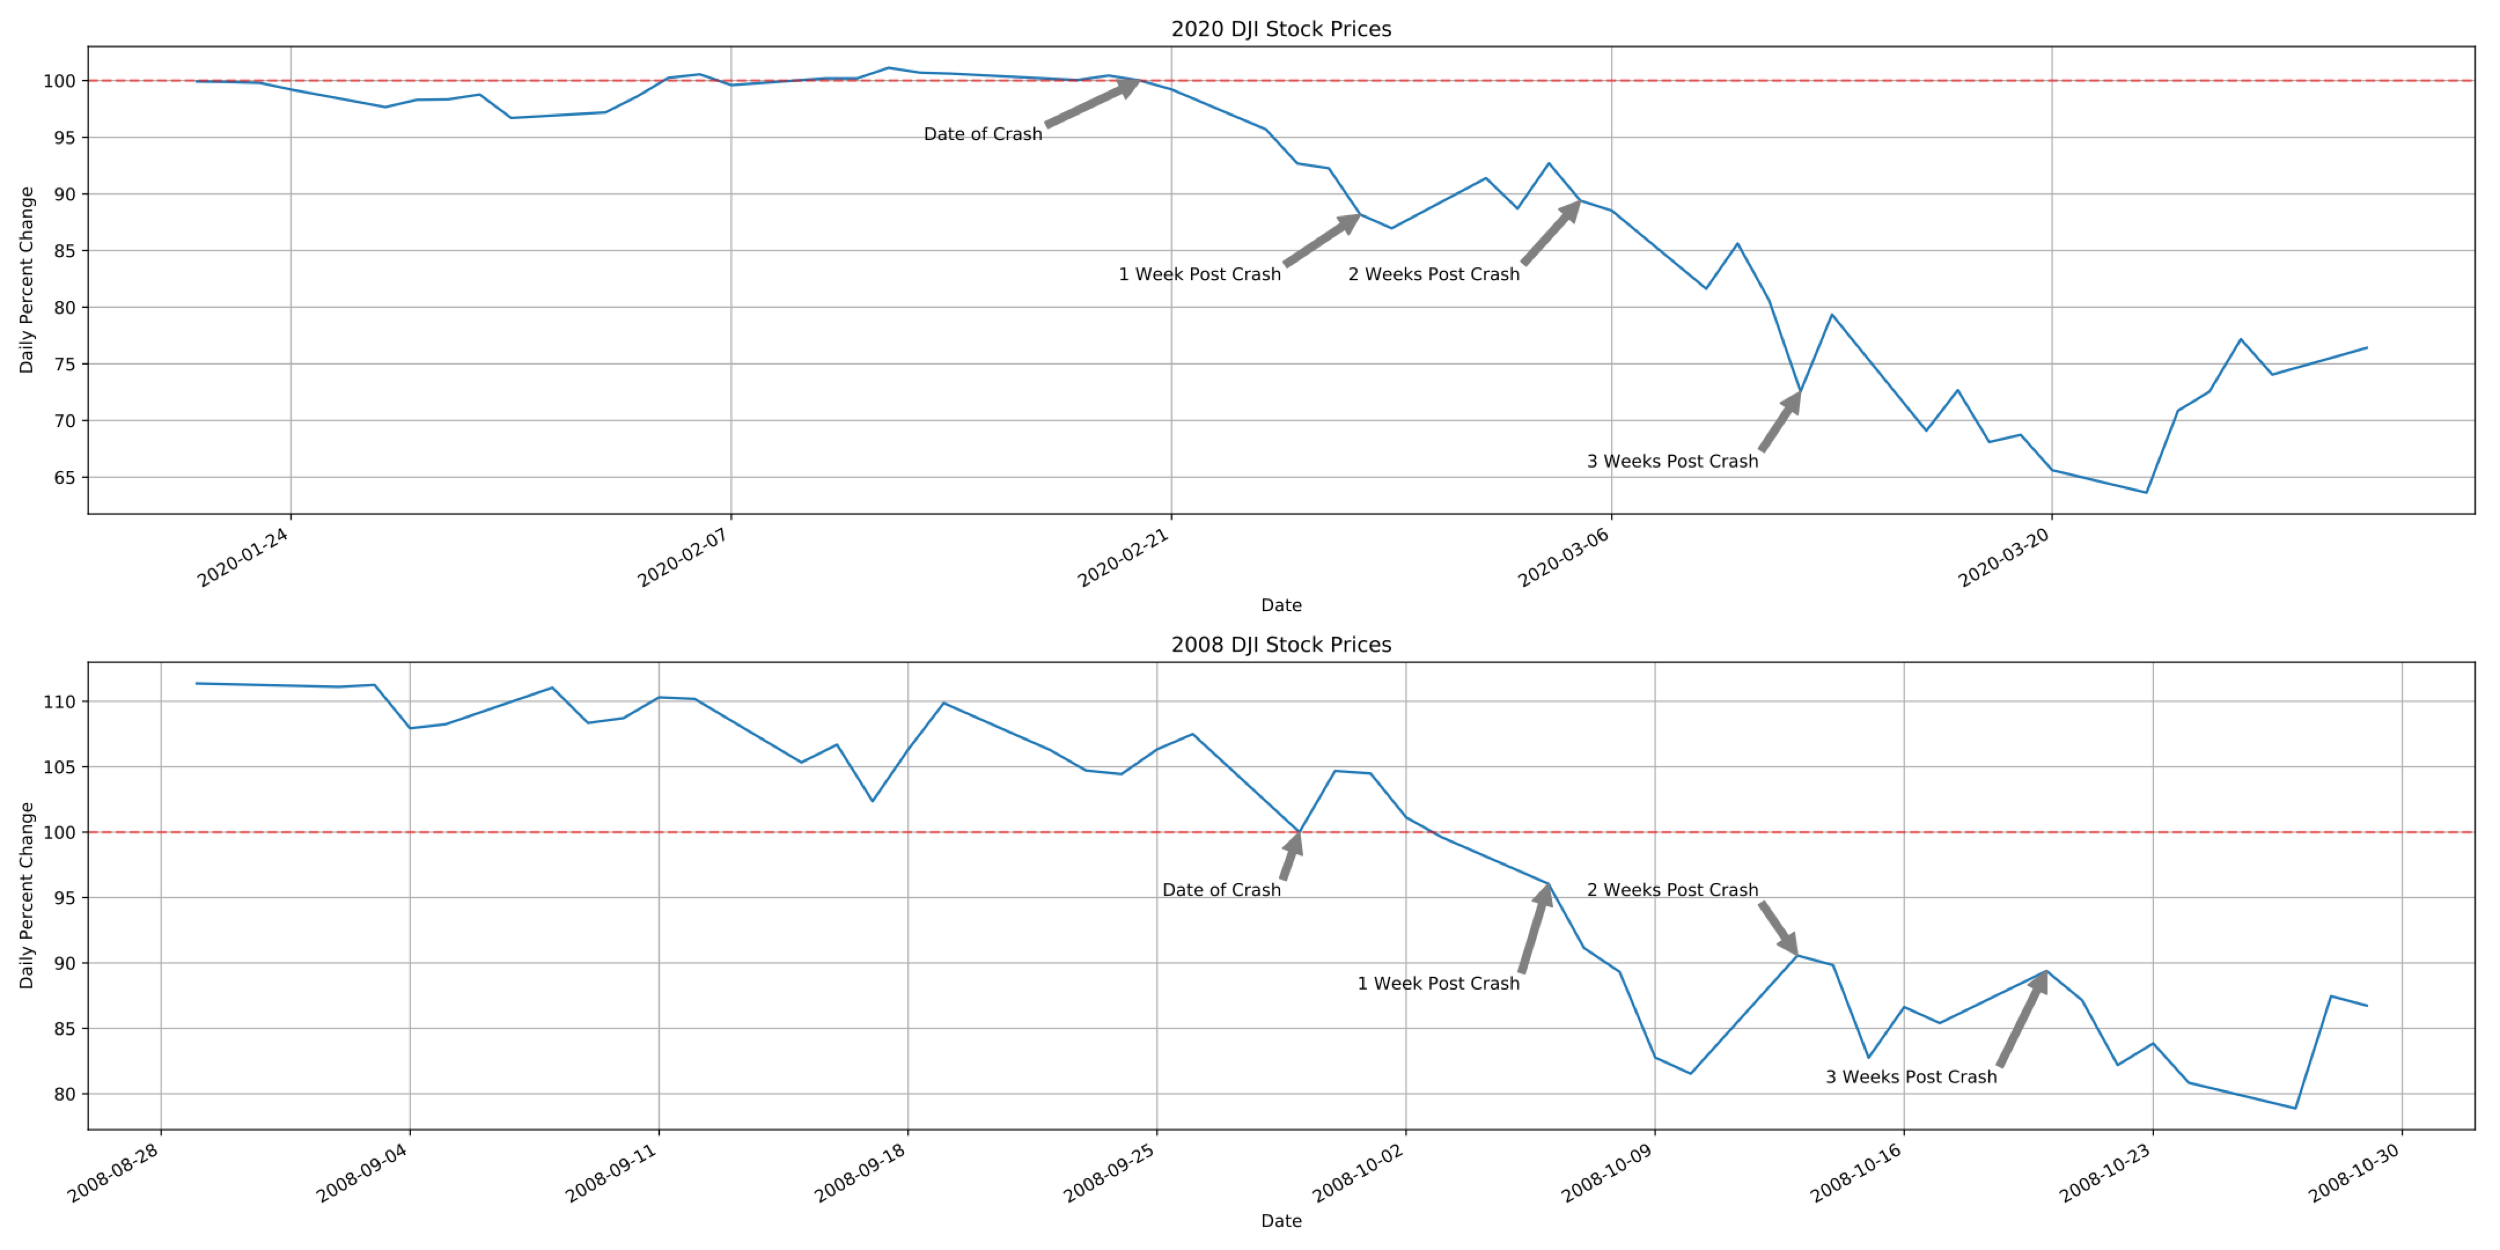 2020 DJI Stock Prices
Daily Percent Change
100
95
90
85
80
75
70
65
Date of Crash
1 Week Post Crash
2 Weeks Post Crash
3 Weeks Post Crash
2020-01-24
2020-02-07
2020-02-21
2020-03-06
2020-03-20
Date
2008 DJI Stock Prices
Daily Percent Change
110
105
100
95
90
85
80
Date of Crash
1 Week Post Crash
2 Weeks Post Crash
3 Weeks Post Crash
2008-08-28
2008-09-04
2008-09-11
2008-09-18
2008-09-25
2008-10-02
2008-10-09
2008-10-16
2008-10-23
2008-10-30
Date